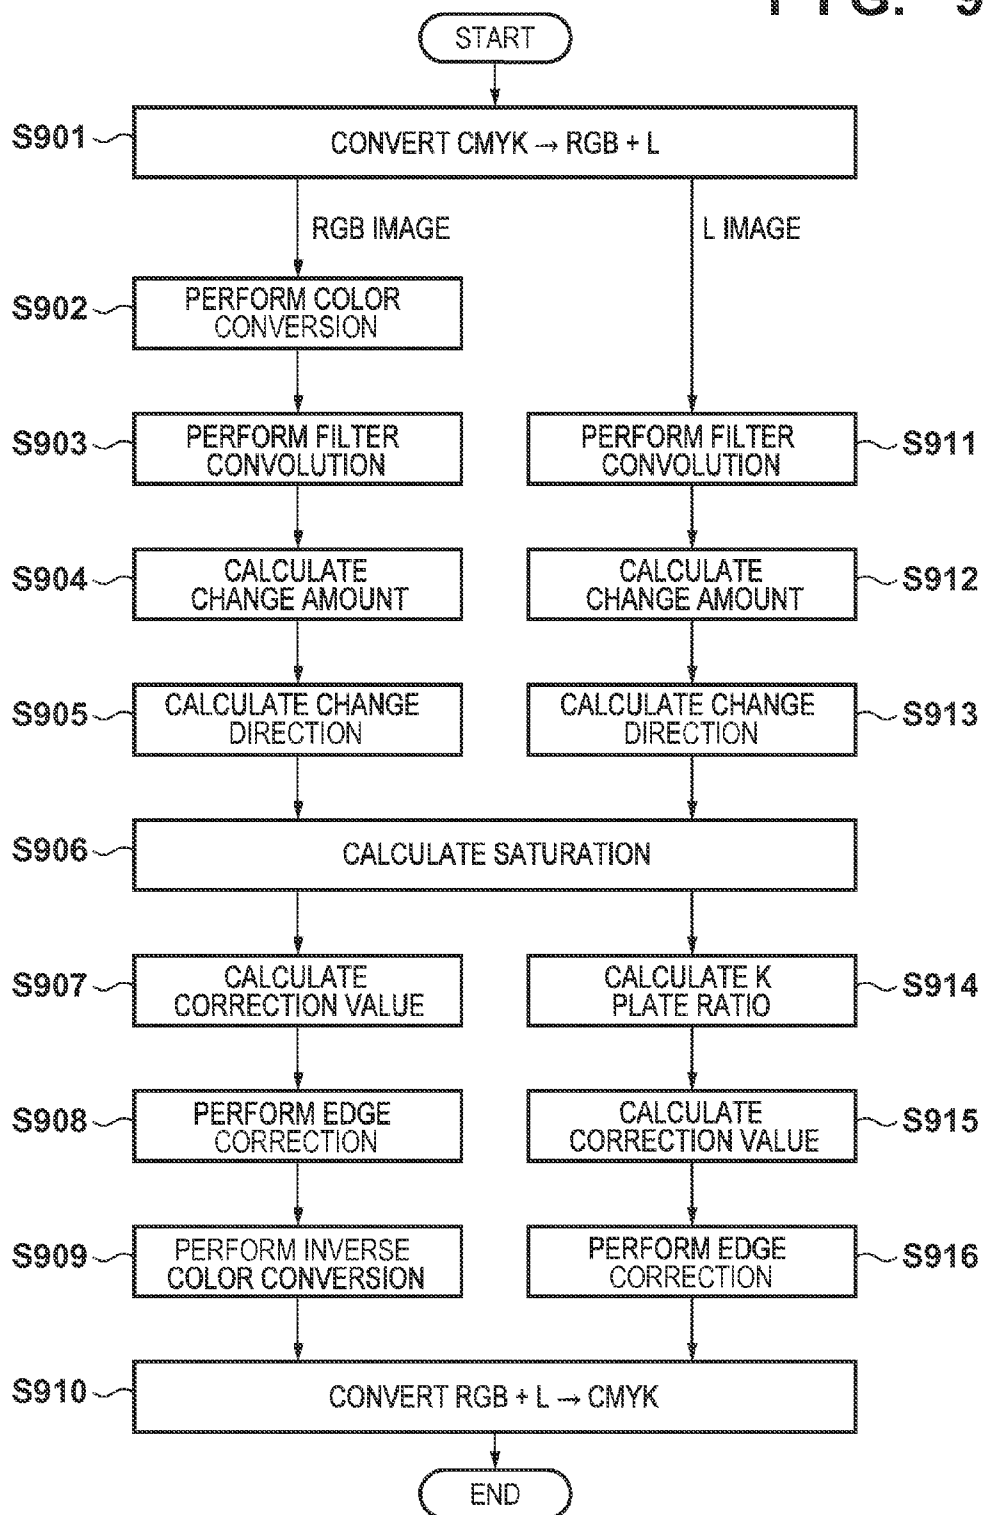 FIG. 9
START
S901
CONVERT CMYK → RGB + L
RGB IMAGE
L IMAGE
S902
PERFORM COLOR
CONVERSION
S903
PERFORM FILTER
CONVOLUTION
PERFORM FILTER
CONVOLUTION
S911
S904
CALCULATE
CHANGE AMOUNT
CALCULATE
CHANGE AMOUNT
S912
S905
CALCULATE CHANGE
DIRECTION
CALCULATE CHANGE
DIRECTION
S913
S906
CALCULATE SATURATION
S907
CALCULATE
CORRECTION VALUE
CALCULATE K
PLATE RATIO
S914
S908
PERFORM EDGE
CORRECTION
CALCULATE
CORRECTION VALUE
S915
S909
PERFORM INVERSE
COLOR CONVERSION
PERFORM EDGE
CORRECTION
S916
S910
CONVERT RGB + L → CMYK
END